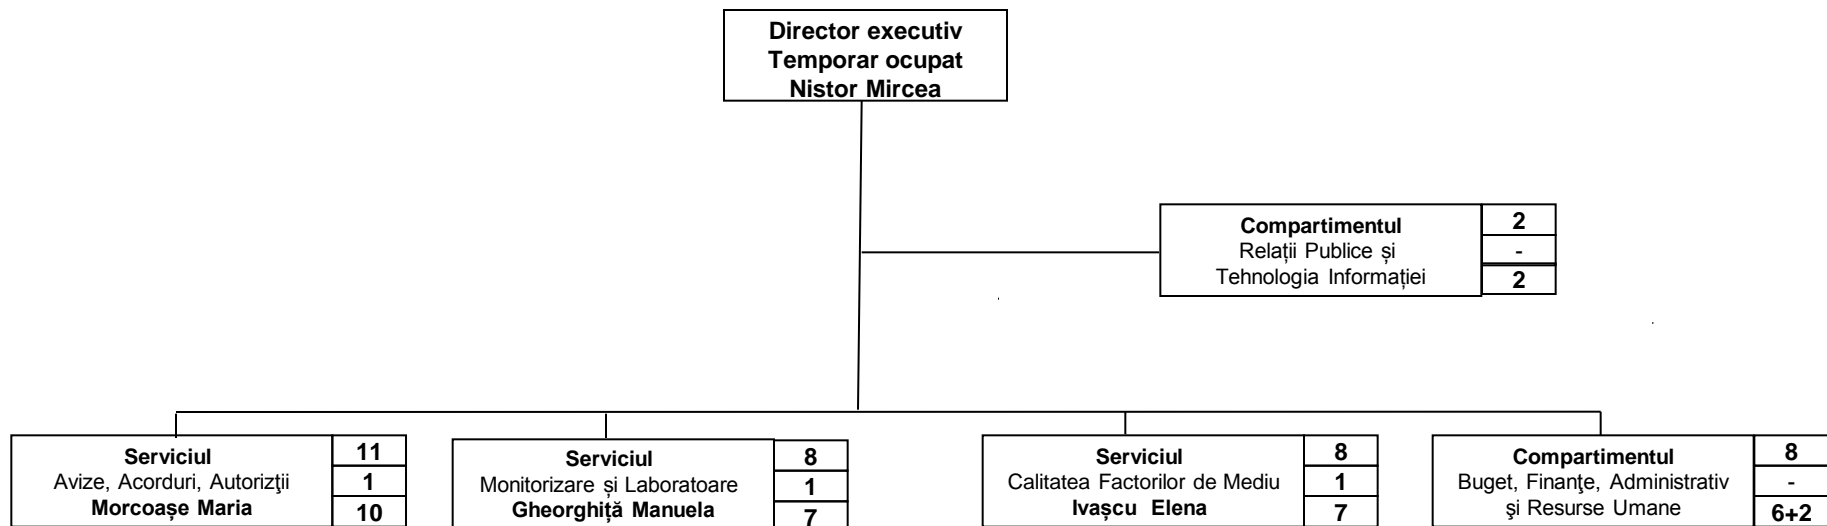 Director executiv
Temporar ocupat
Nistor Mircea
Compartimentul
Relații Publice și
Tehnologia Informației
2
-
2
Serviciul
Avize, Acorduri, Autorizţii
Morcoașe Maria
11
1
10
Serviciul
Monitorizare și Laboratoare
Gheorghiță Manuela
8
1
7
Serviciul
Calitatea Factorilor de Mediu
Ivașcu Elena
8
1
7
Compartimentul
Buget, Finanţe, Administrativ
şi Resurse Umane
8
-
6+2